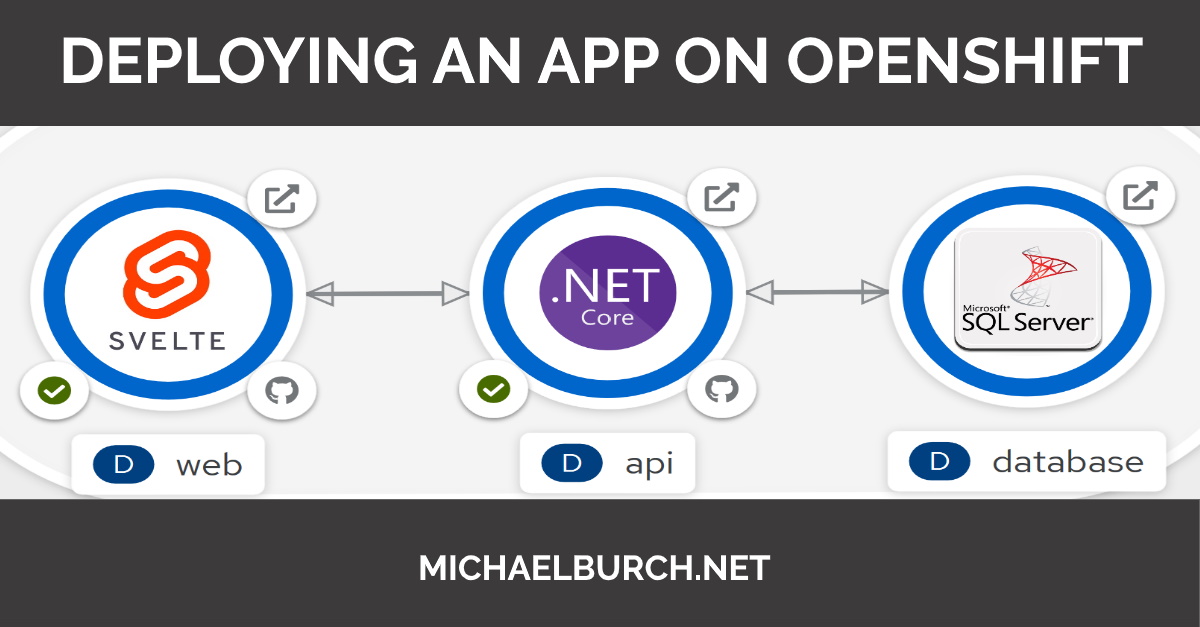 DEPLOYING AN APP ON OPENSHIFT
SVELTE
.NET
Core
Microsoft®
SQL Server®
D web
D api
D database
MICHAELBURCH.NET